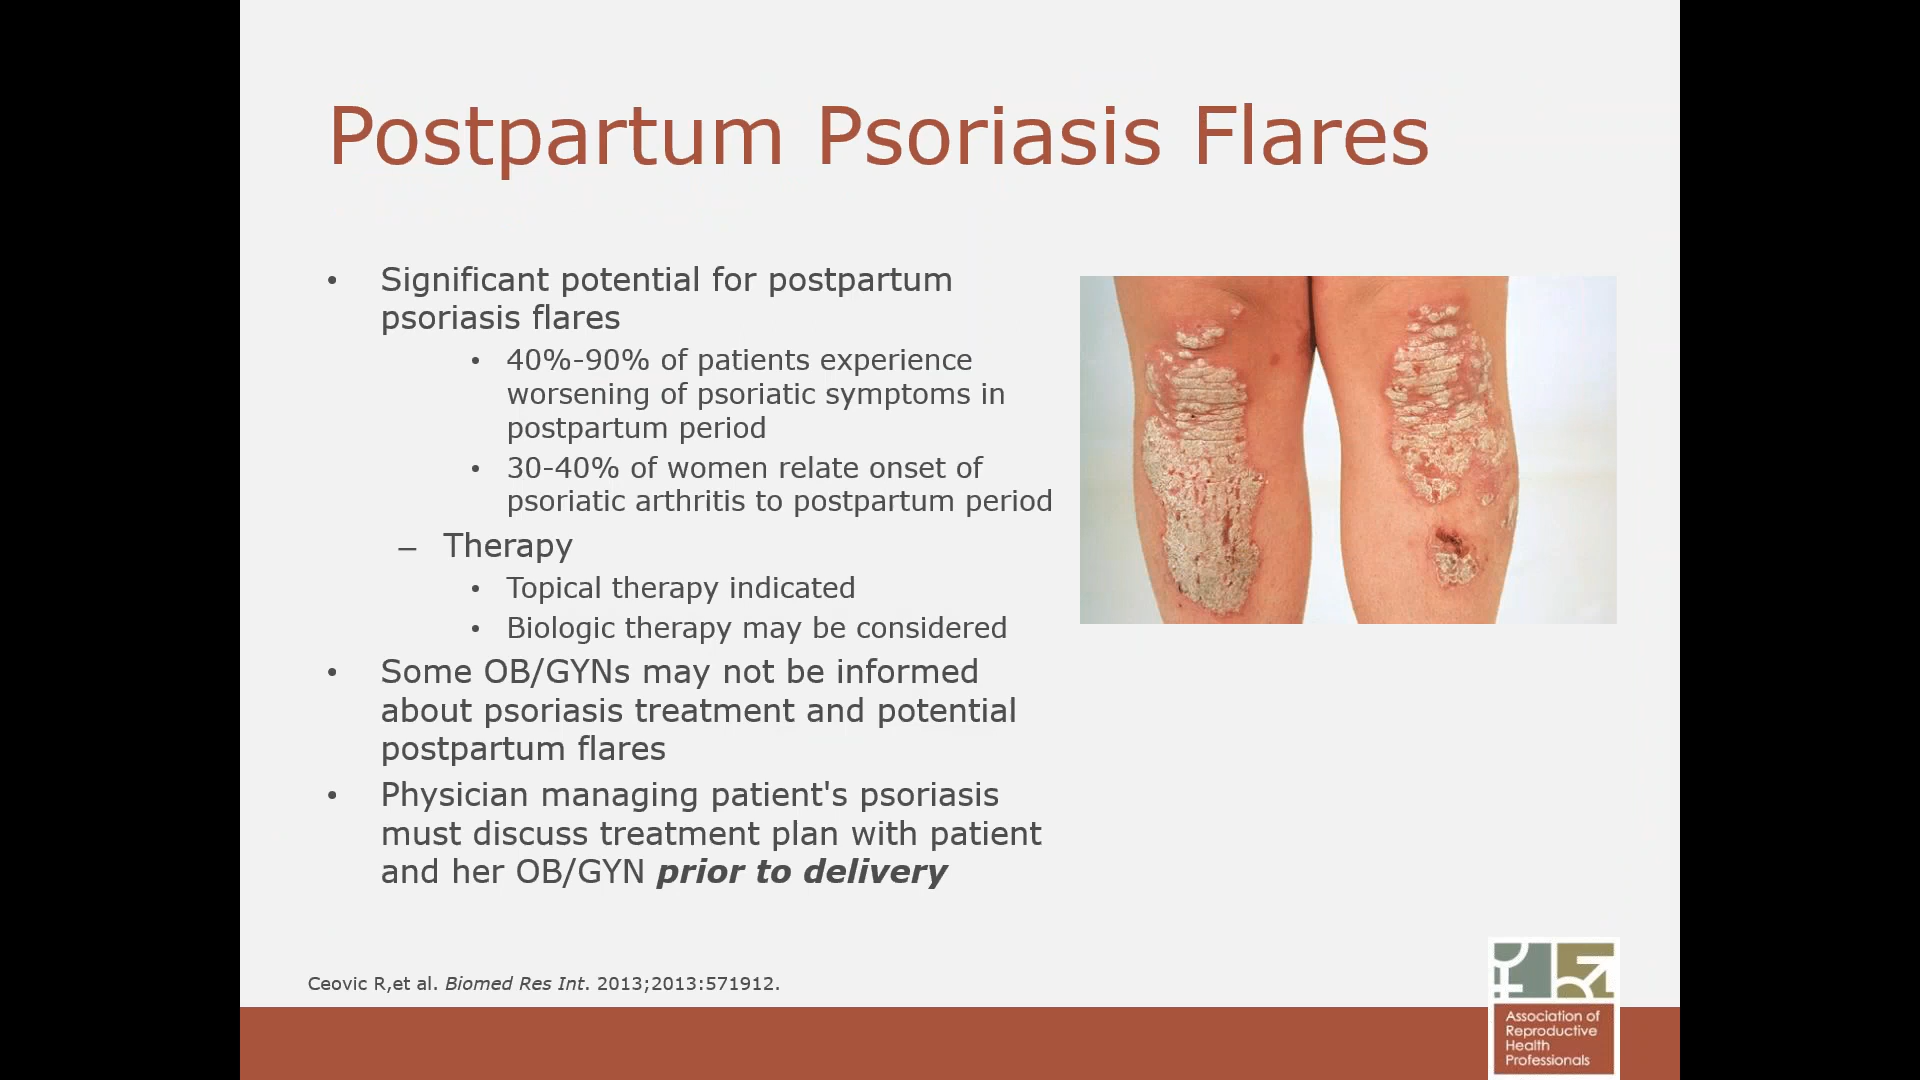 Postpartum Psoriasis Flares
• Significant potential for postpartum
psoriasis flares
• 40%-90% of patients experience
worsening of psoriatic symptoms in
postpartum period
• 30-40% of women relate onset of
psoriatic arthritis to postpartum period
– Therapy
• Topical therapy indicated
• Biologic therapy may be considered
• Some OB/GYNs may not be informed
about psoriasis treatment and potential
postpartum flares
• Physician managing patient's psoriasis
must discuss treatment plan with patient
and her OB/GYN prior to delivery
Ceovic R,et al. Biomed Res Int. 2013;2013:571912.
Association of
Reproductive
Health
Professionals